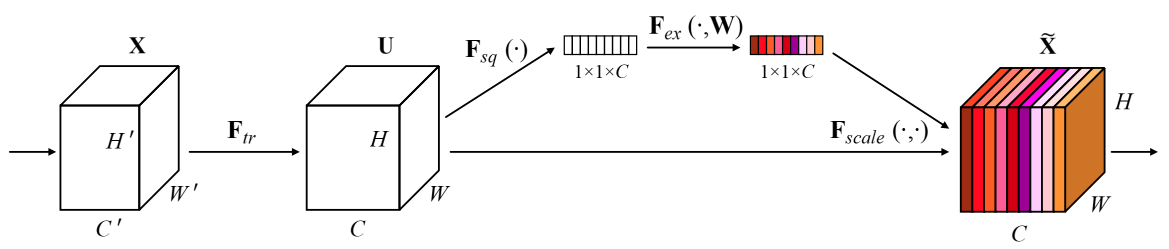 X
H′
W′
C′
F_tr
U
H
W
C
F_sq (·)
1×1×C
F_ex (·,W)
1×1×C
F_scale (·,·)
X̃
H
W
C